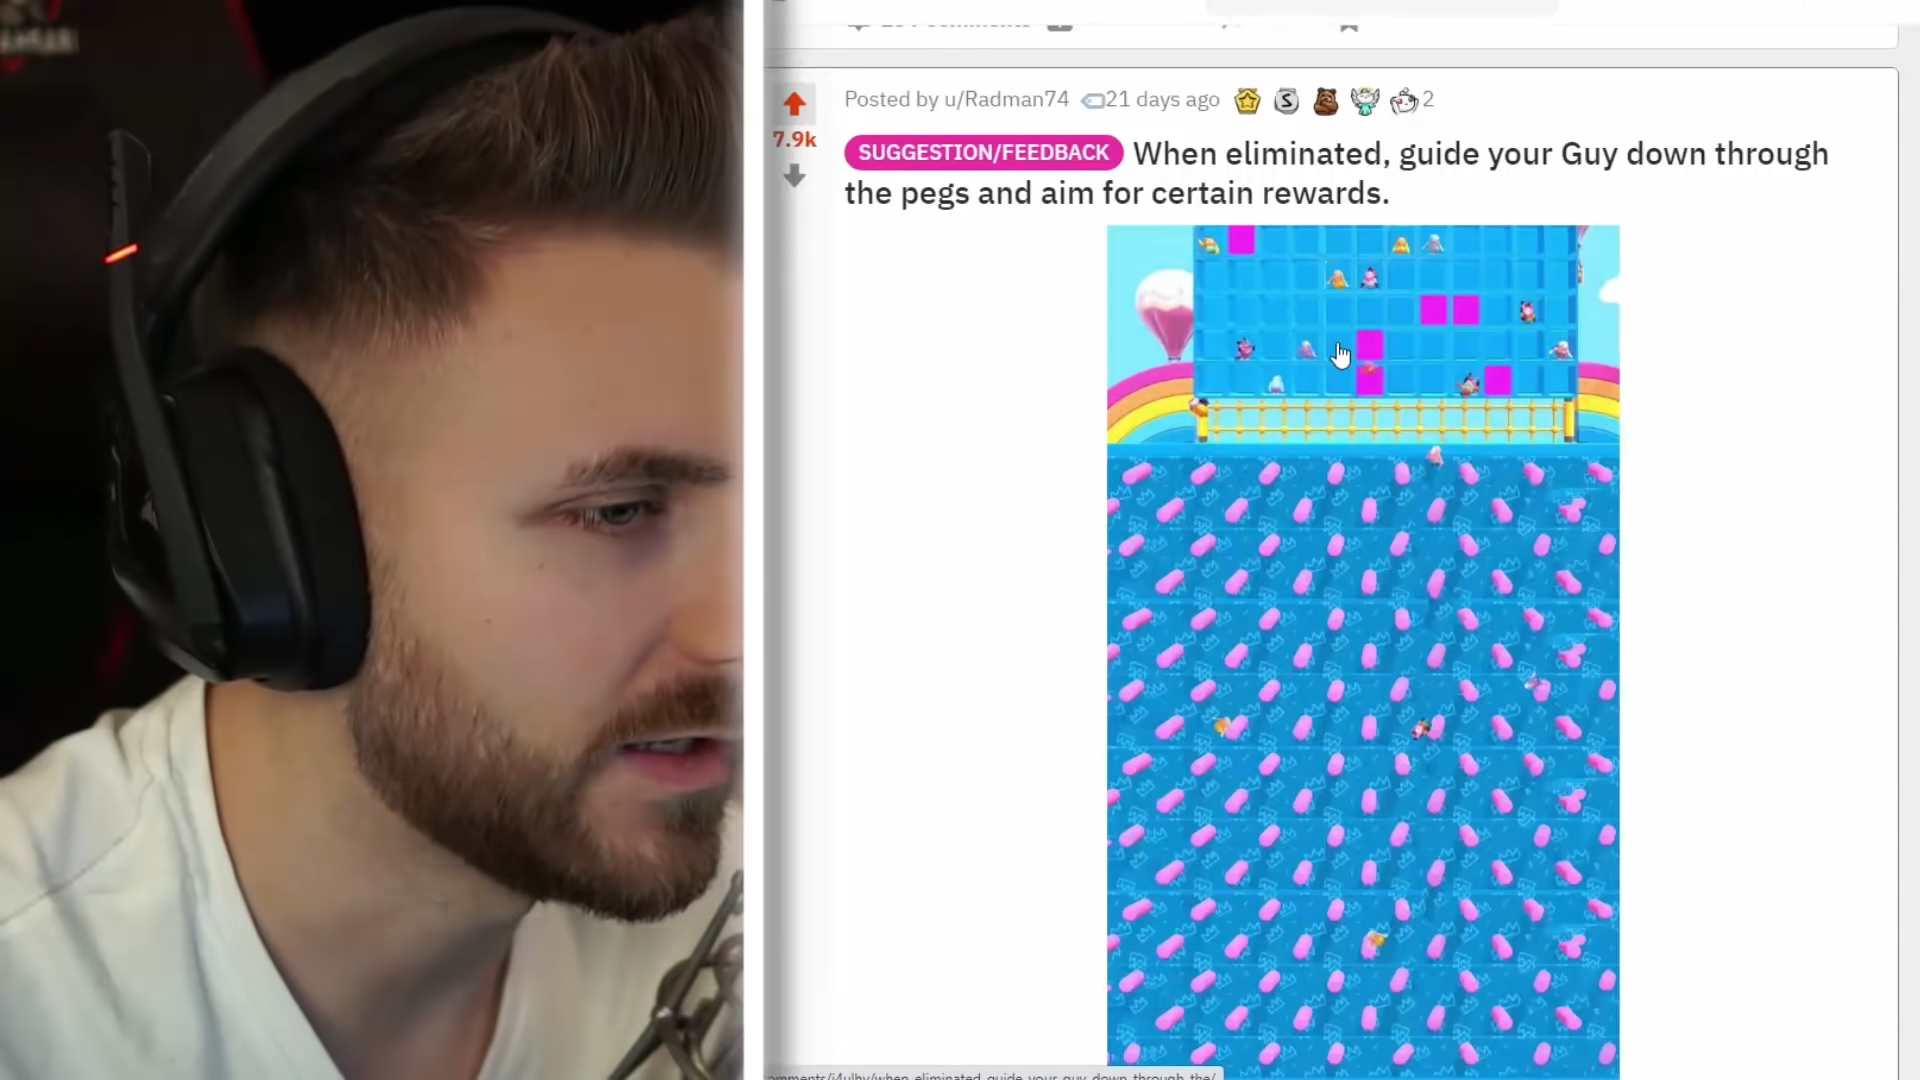 Posted by u/Radman74 21 days ago 2
7.9k
SUGGESTION/FEEDBACK When eliminated, guide your Guy down through
the pegs and aim for certain rewards.